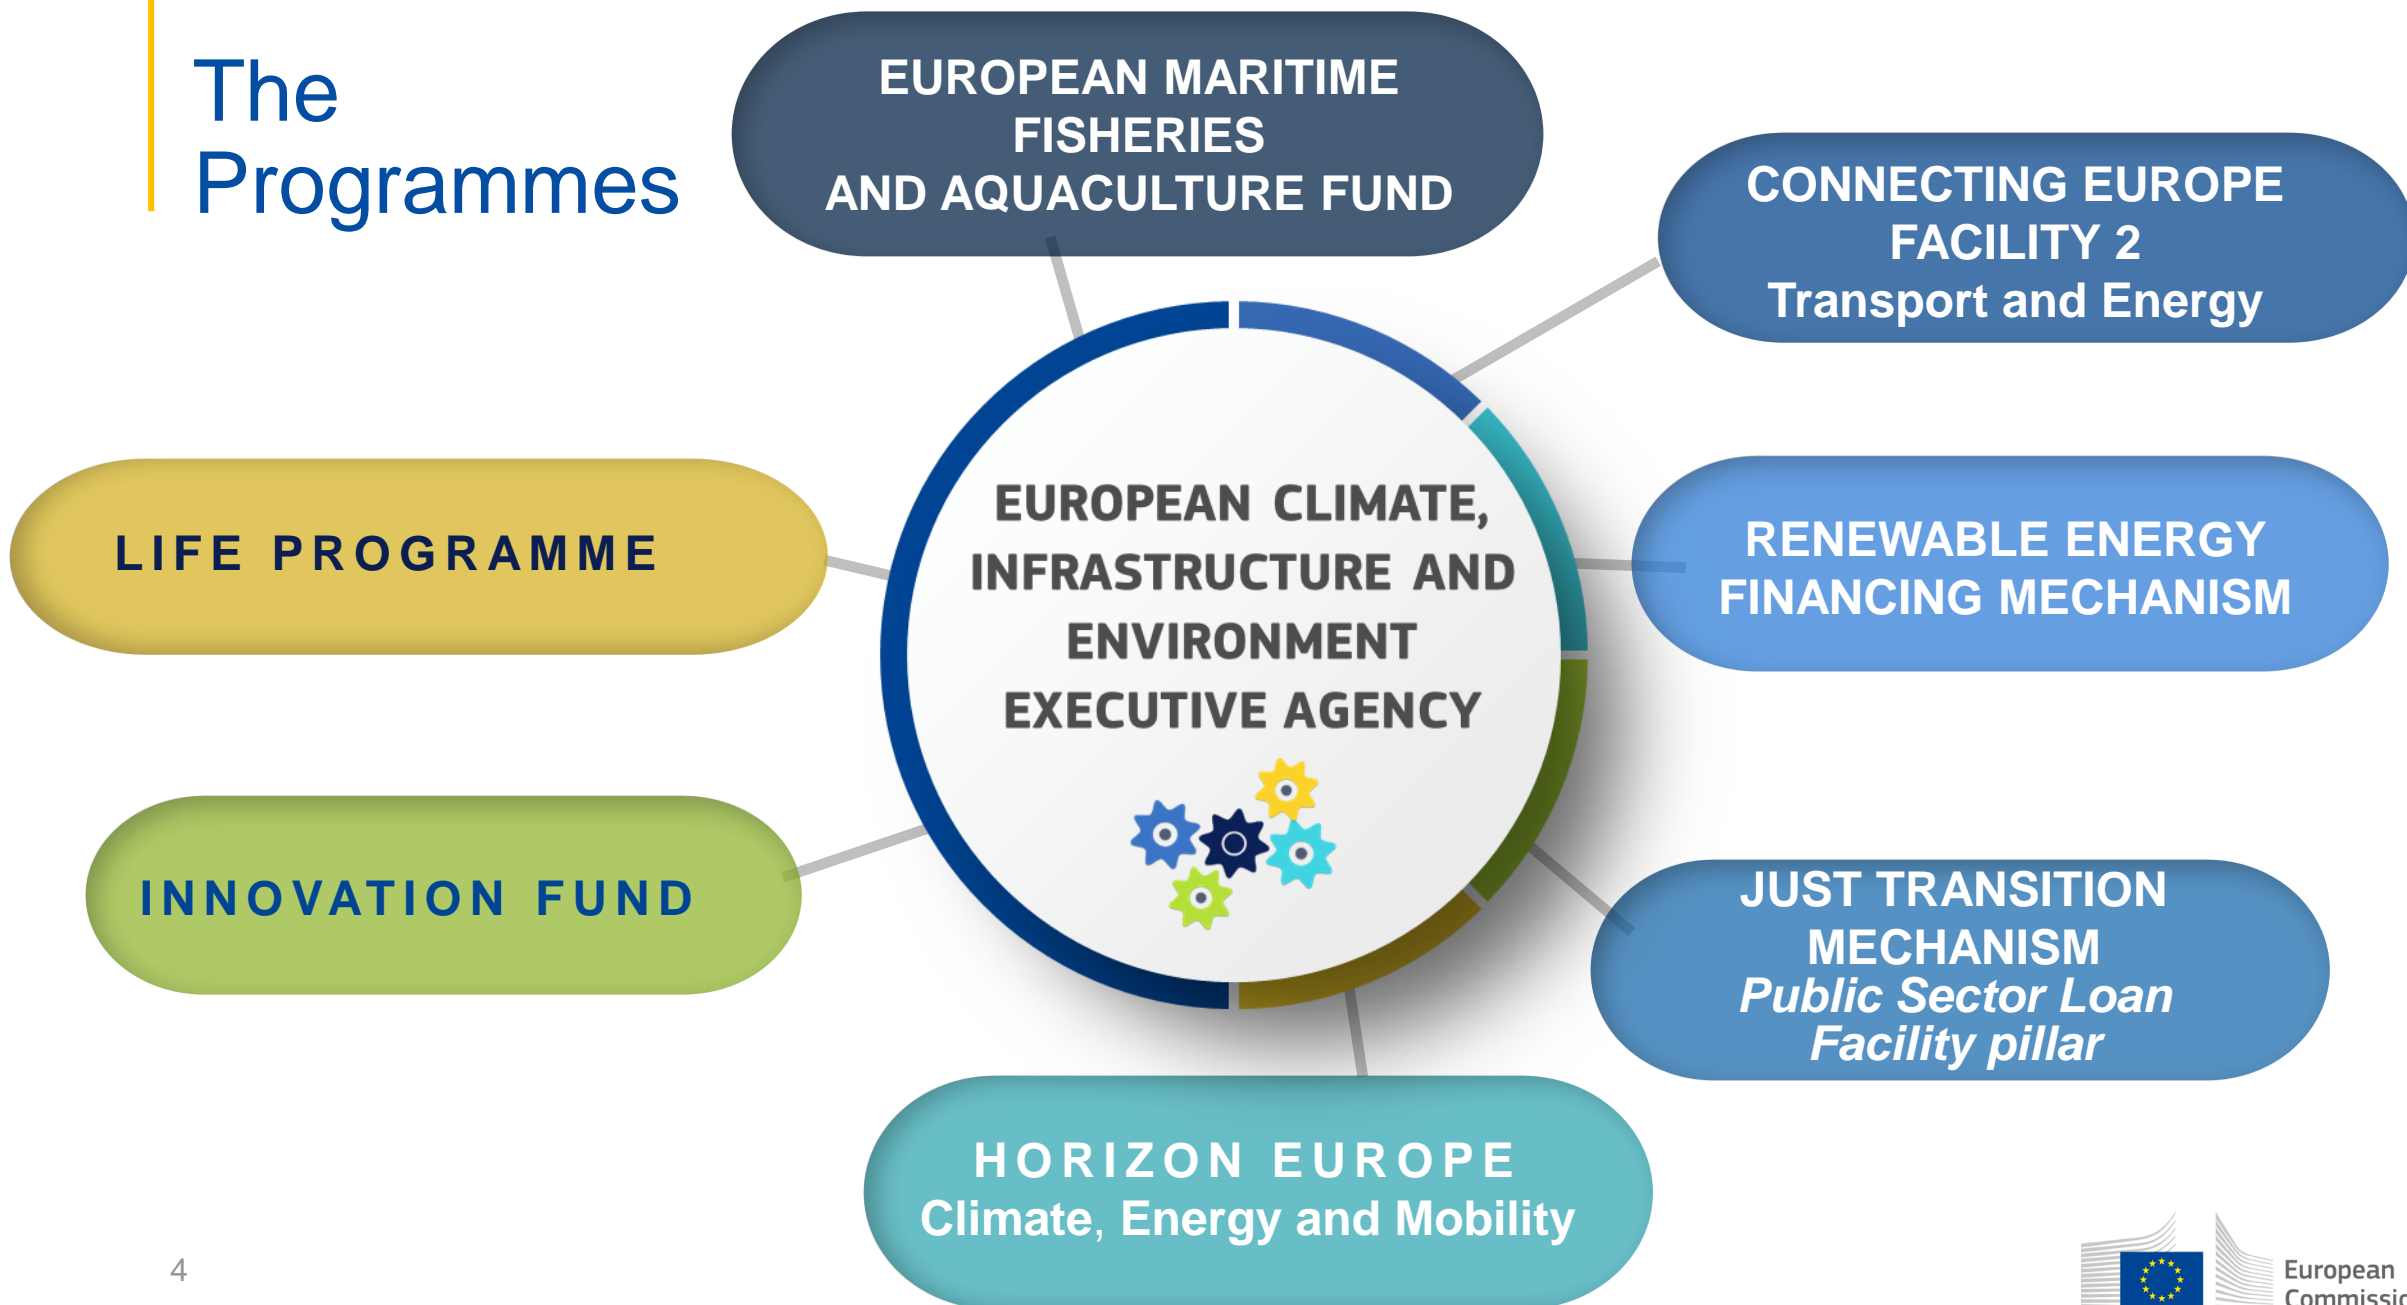 The
Programmes
EUROPEAN MARITIME
FISHERIES
AND AQUACULTURE FUND
CONNECTING EUROPE
FACILITY 2
Transport and Energy
LIFE PROGRAMME
EUROPEAN CLIMATE,
INFRASTRUCTURE AND
ENVIRONMENT
EXECUTIVE AGENCY
RENEWABLE ENERGY
FINANCING MECHANISM
INNOVATION FUND
JUST TRANSITION
MECHANISM
Public Sector Loan
Facility pillar
HORIZON EUROPE
Climate, Energy and Mobility
4
European
Commissio